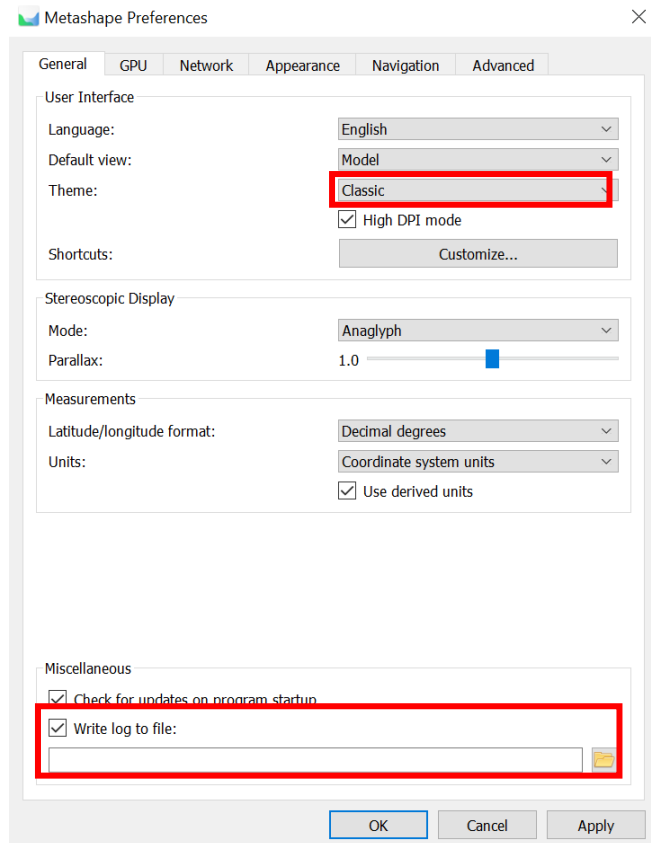 Metashape Preferences
General GPU Network Appearance Navigation Advanced
User Interface
Language: English
Default view: Model
Theme: Classic
High DPI mode
Shortcuts: Customize...
Stereoscopic Display
Mode: Anaglyph
Parallax: 1.0
Measurements
Latitude/longitude format: Decimal degrees
Units: Coordinate system units
Use derived units
Miscellaneous
Check for updates on program startup
Write log to file:
OK Cancel Apply